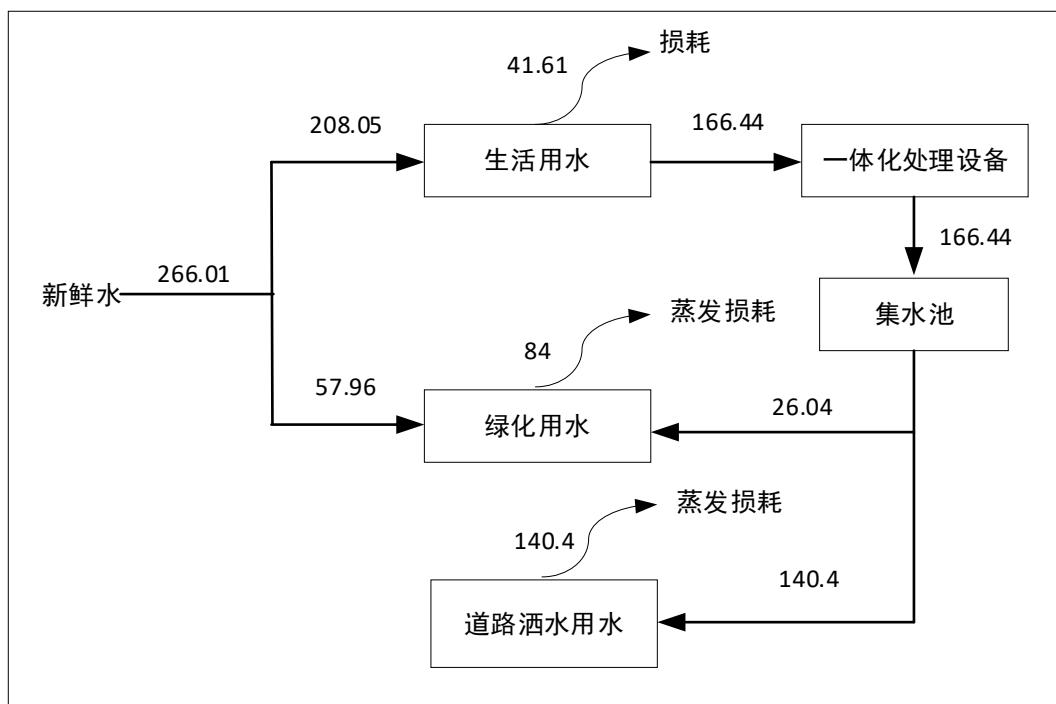 损耗
41.61
208.05
166.44
生活用水
一体化处理设备
166.44
266.01
新鲜水
蒸发损耗
集水池
84
57.96
26.04
绿化用水
蒸发损耗
140.4
140.4
道路洒水用水